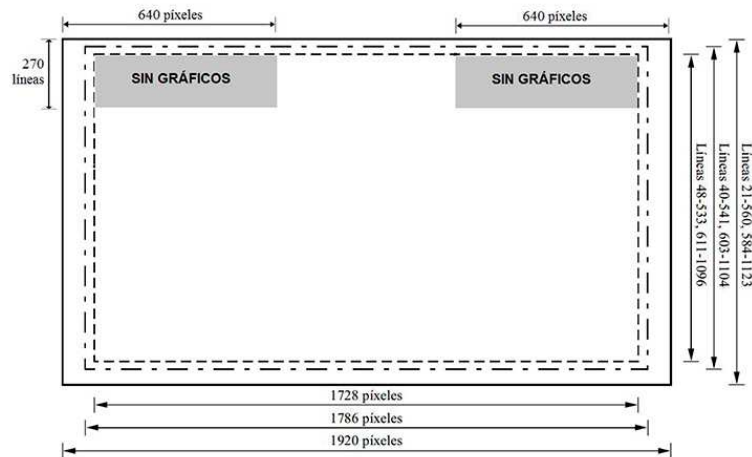 640 píxeles
640 píxeles
270
líneas
SIN GRÁFICOS
SIN GRÁFICOS
Líneas 48-533, 611-1096
Líneas 40-541, 603-1104
Líneas 21-560, 584-1123
1728 píxeles
1786 píxeles
1920 píxeles